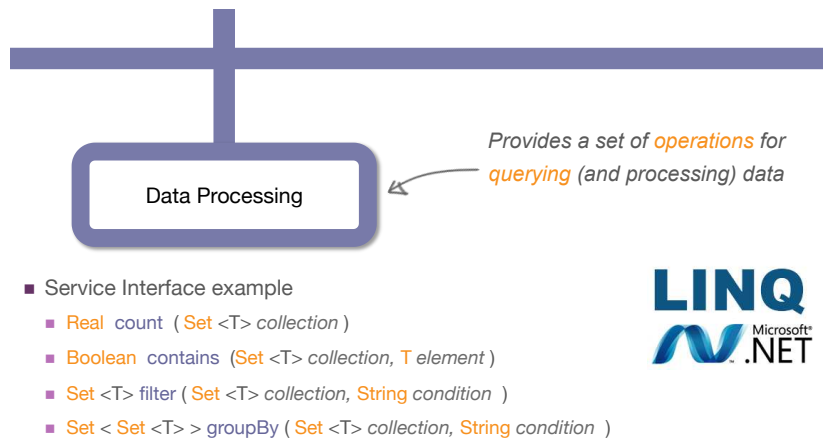 Provides a set of operations for
querying (and processing) data
Data Processing
■ Service Interface example
■ Real count ( Set <T> collection )
■ Boolean contains (Set <T> collection, T element )
■ Set <T> filter ( Set <T> collection, String condition )
■ Set < Set <T> > groupBy ( Set <T> collection, String condition )
LINQ
Microsoft®
.NET